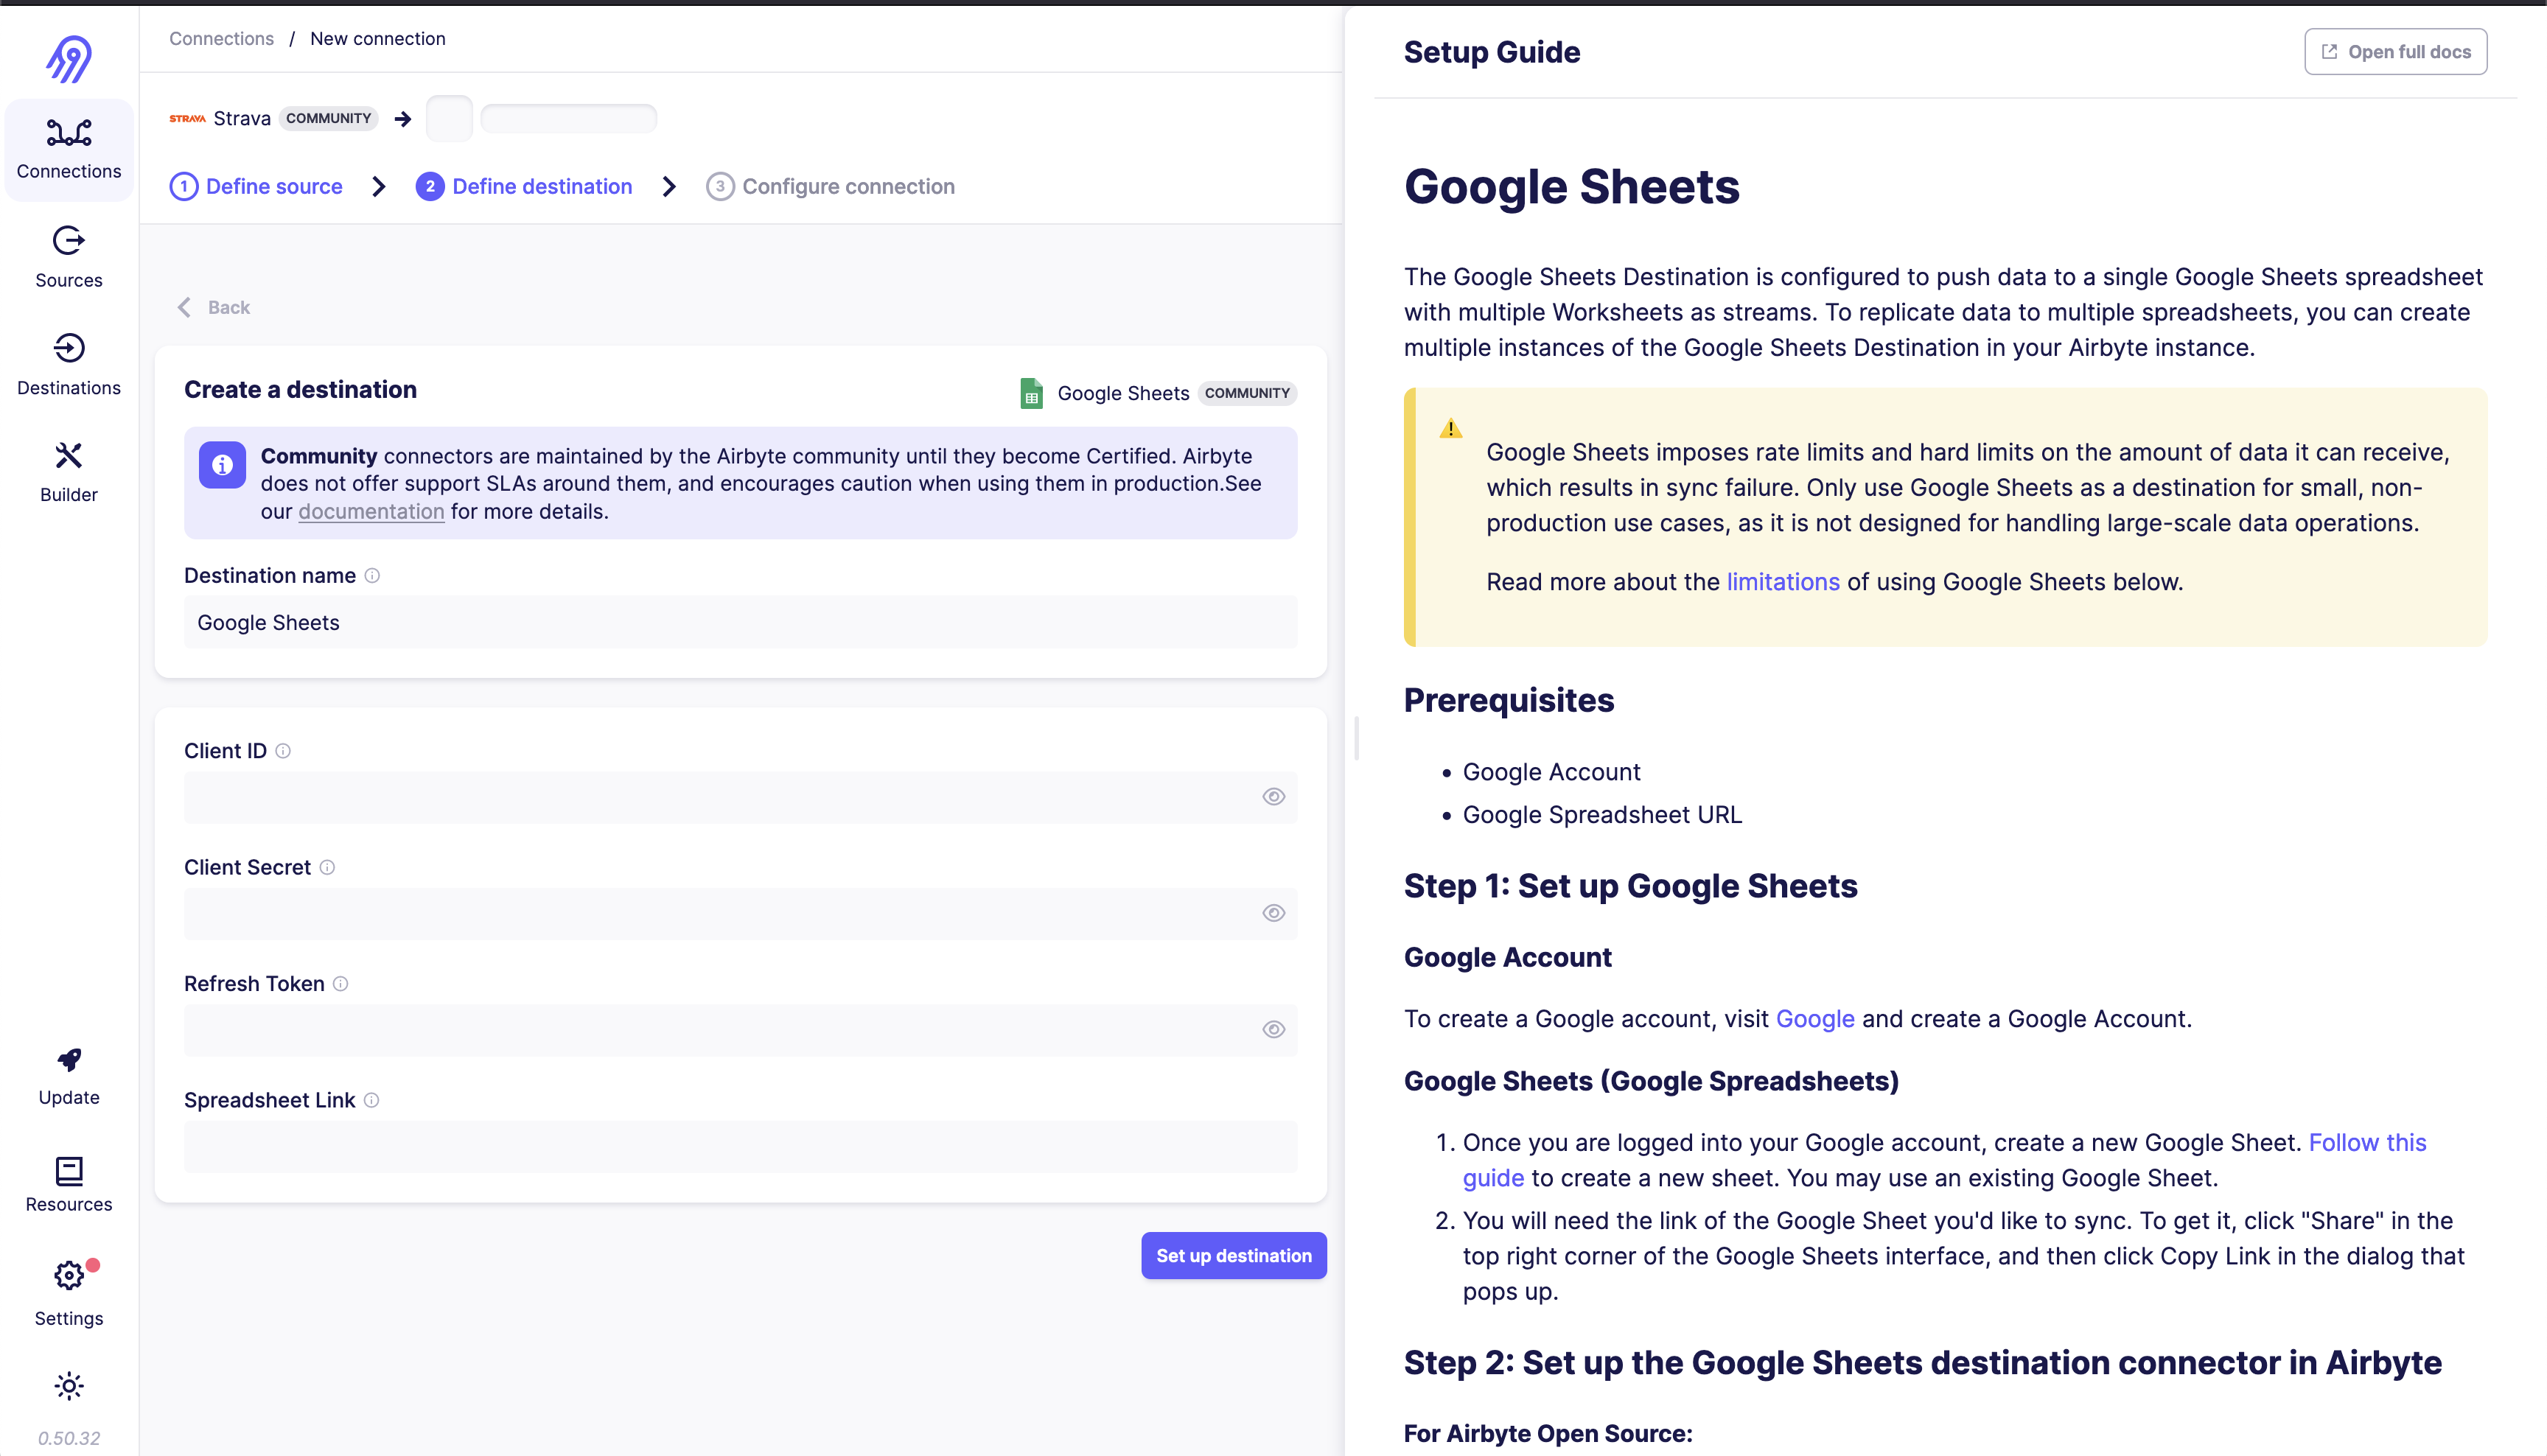 Connections
Sources
Destinations
Builder
Update
Resources
Settings
0.50.32
Connections / New connection
STRAVA Strava COMMUNITY
1 Define source 2 Define destination 3 Configure connection
Back
Create a destination
Google Sheets COMMUNITY
Community connectors are maintained by the Airbyte community until they become Certified. Airbyte
does not offer support SLAs around them, and encourages caution when using them in production.See
our documentation for more details.
Destination name
Google Sheets
Client ID
Client Secret
Refresh Token
Spreadsheet Link
Set up destination
Setup Guide
Open full docs
Google Sheets
The Google Sheets Destination is configured to push data to a single Google Sheets spreadsheet
with multiple Worksheets as streams. To replicate data to multiple spreadsheets, you can create
multiple instances of the Google Sheets Destination in your Airbyte instance.
Google Sheets imposes rate limits and hard limits on the amount of data it can receive,
which results in sync failure. Only use Google Sheets as a destination for small, non-
production use cases, as it is not designed for handling large-scale data operations.
Read more about the limitations of using Google Sheets below.
Prerequisites
• Google Account
• Google Spreadsheet URL
Step 1: Set up Google Sheets
Google Account
To create a Google account, visit Google and create a Google Account.
Google Sheets (Google Spreadsheets)
1. Once you are logged into your Google account, create a new Google Sheet. Follow this
guide to create a new sheet. You may use an existing Google Sheet.
2. You will need the link of the Google Sheet you'd like to sync. To get it, click "Share" in the
top right corner of the Google Sheets interface, and then click Copy Link in the dialog that
pops up.
Step 2: Set up the Google Sheets destination connector in Airbyte
For Airbyte Open Source: